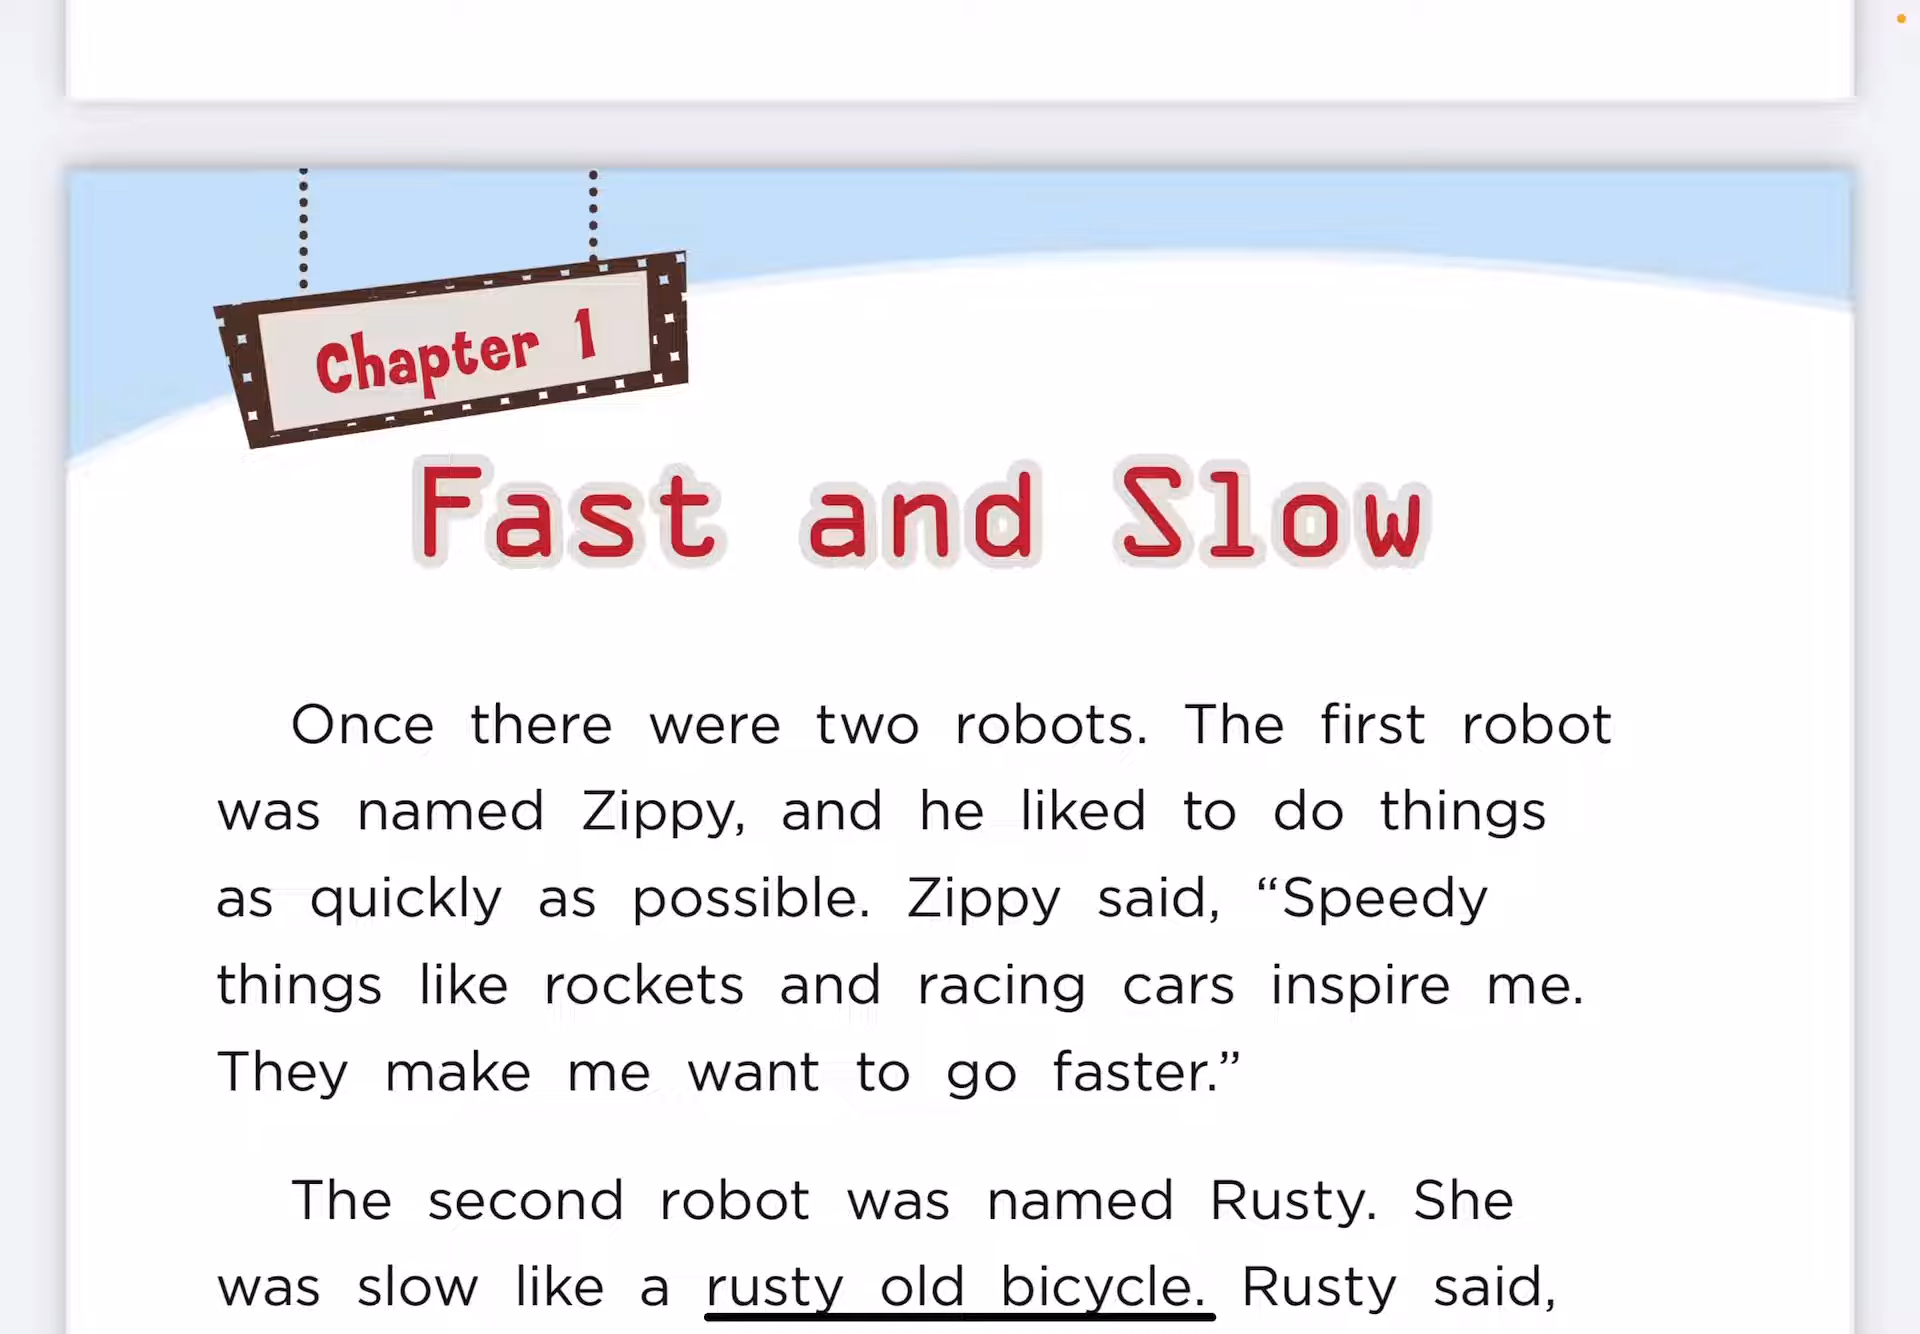 Chapter 1
Fast and Slow
Once there were two robots. The first robot
was named Zippy, and he liked to do things
as quickly as possible. Zippy said, “Speedy
things like rockets and racing cars inspire me.
They make me want to go faster.”
The second robot was named Rusty. She
was slow like a rusty old bicycle. Rusty said,